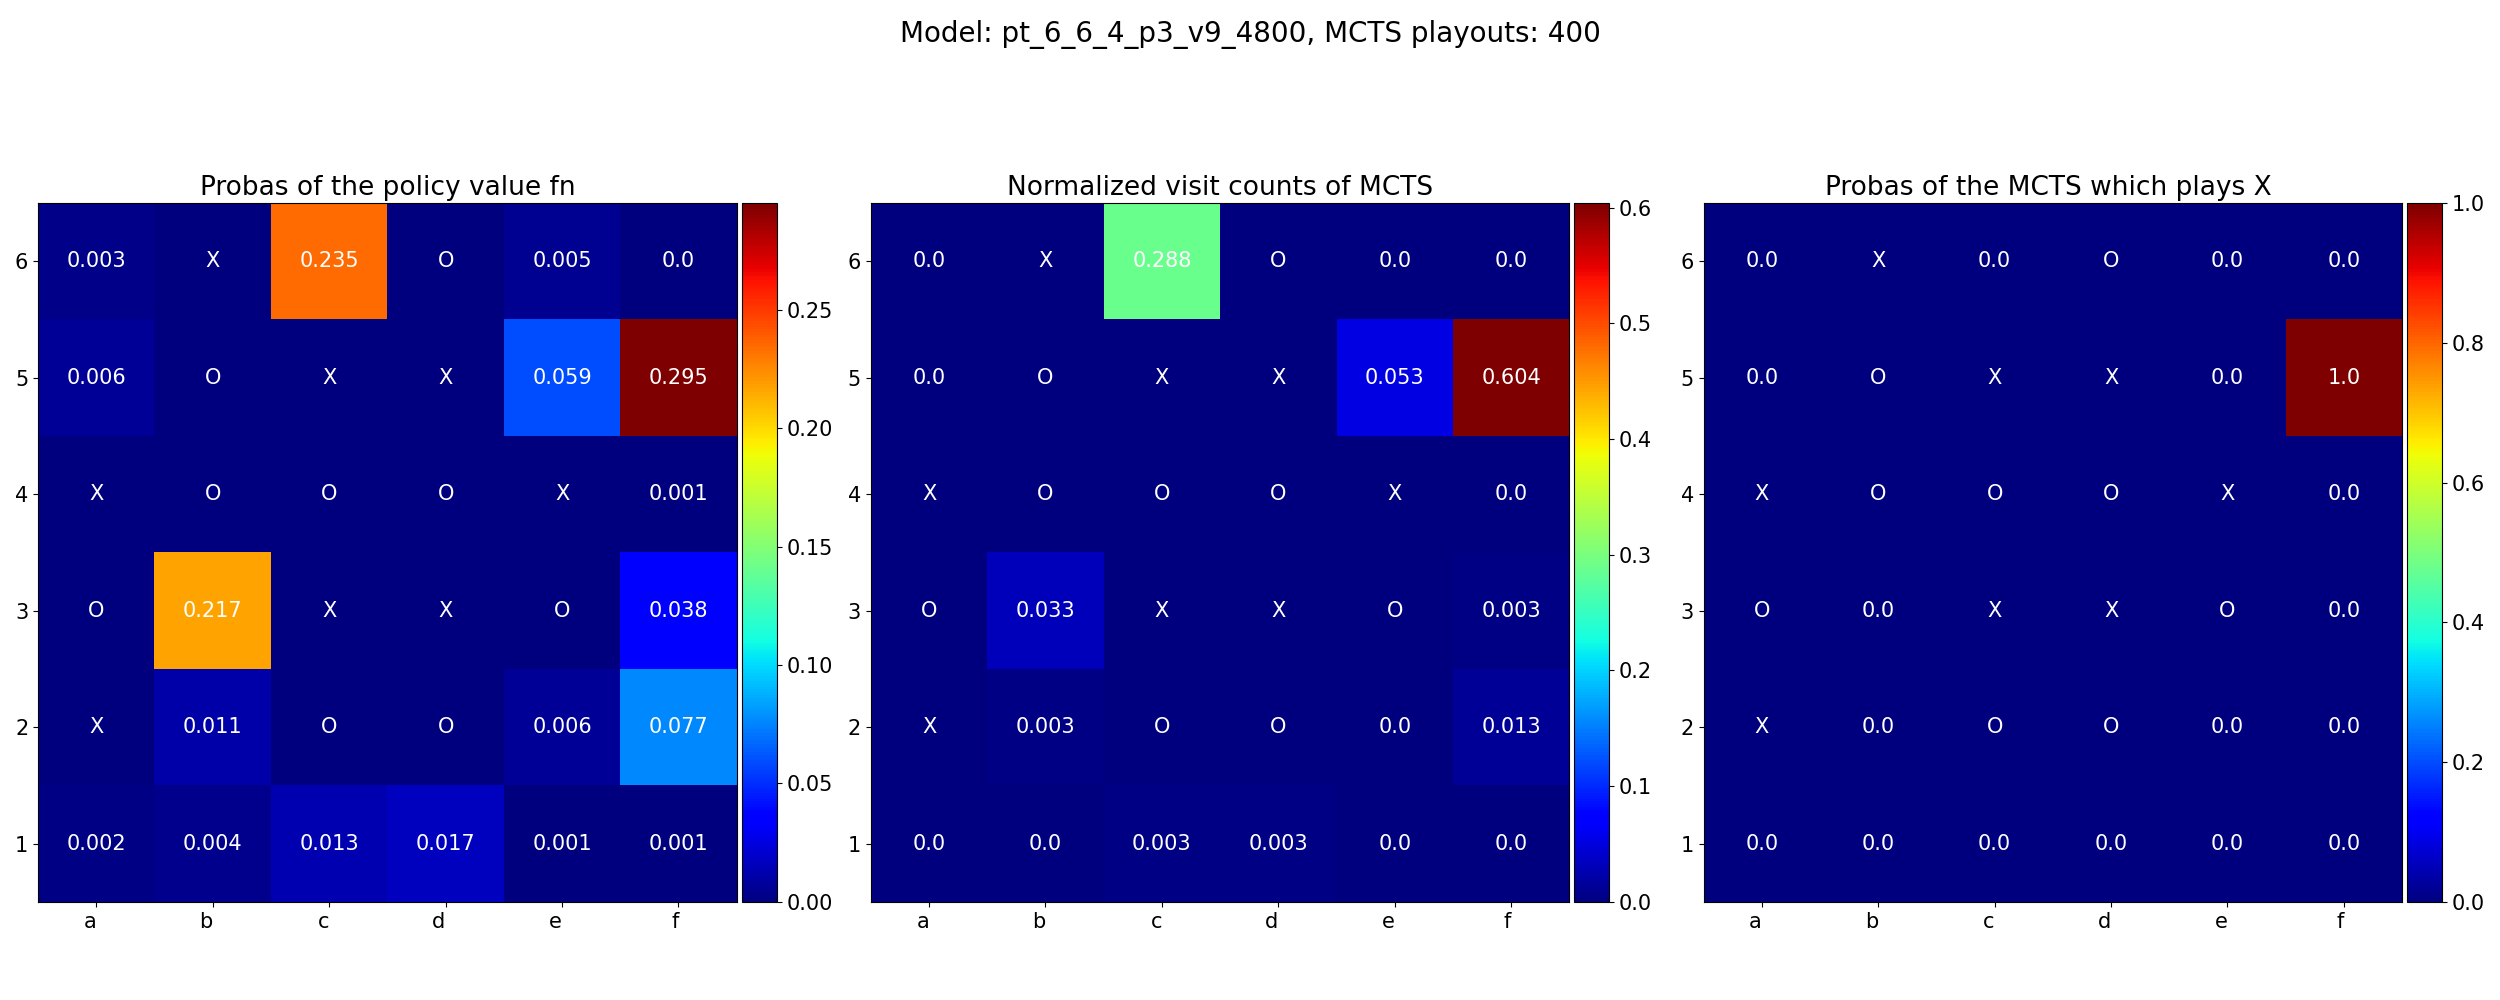 Model: pt_6_6_4_p3_v9_4800, MCTS playouts: 400
Probas of the policy value fn
6 0.003 X 0.235 O 0.005 0.0
5 0.006 O X X 0.059 0.295
4 X O O O X 0.001
3 O 0.217 X X O 0.038
2 X 0.011 O O 0.006 0.077
1 0.002 0.004 0.013 0.017 0.001 0.001
a b c d e f
0.25
0.20
0.15
0.10
0.05
0.00
Normalized visit counts of MCTS
6 0.0 X 0.288 O 0.0 0.0
5 0.0 O X X 0.053 0.604
4 X O O O X 0.0
3 O 0.033 X X O 0.003
2 X 0.003 O O 0.0 0.013
1 0.0 0.0 0.003 0.003 0.0 0.0
a b c d e f
0.6
0.5
0.4
0.3
0.2
0.1
0.0
Probas of the MCTS which plays X
6 0.0 X 0.0 O 0.0 0.0
5 0.0 O X X 0.0 1.0
4 X O O O X 0.0
3 O 0.0 X X O 0.0
2 X 0.0 O O 0.0 0.0
1 0.0 0.0 0.0 0.0 0.0 0.0
a b c d e f
1.0
0.8
0.6
0.4
0.2
0.0